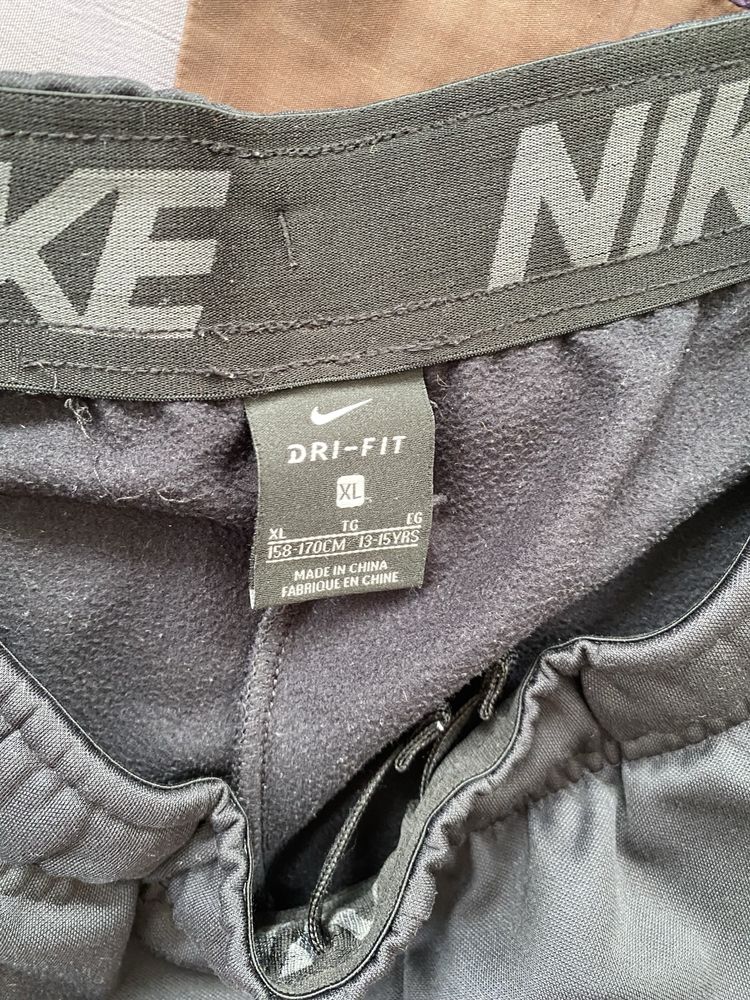 KE NIK
DRI-FIT
XL
XL TG EG
158-170CM 13-15YRS
MADE IN CHINA
FABRIQUE EN CHINE